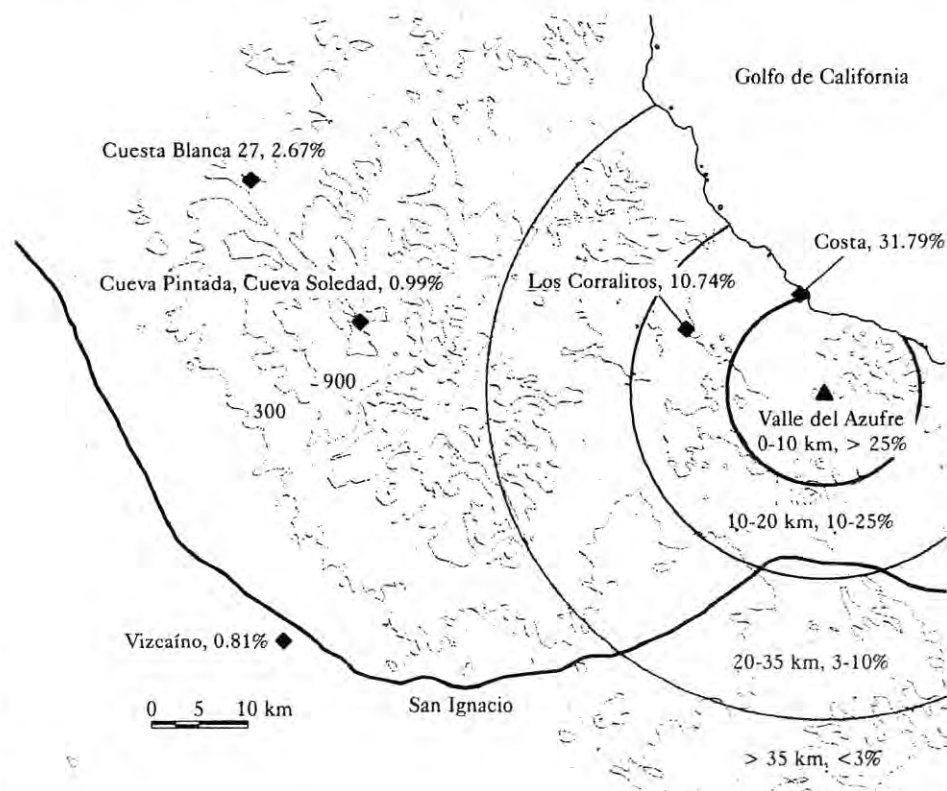 Golfo de California
Cuesta Blanca 27, 2.67%
Costa, 31.79%
Cueva Pintada, Cueva Soledad, 0.99%
Los Corralitos, 10.74%
900
300
Valle del Azufre
0-10 km, > 25%
10-20 km, 10-25%
Vizcaíno, 0.81%
20-35 km, 3-10%
0 5 10 km
San Ignacio
> 35 km, <3%